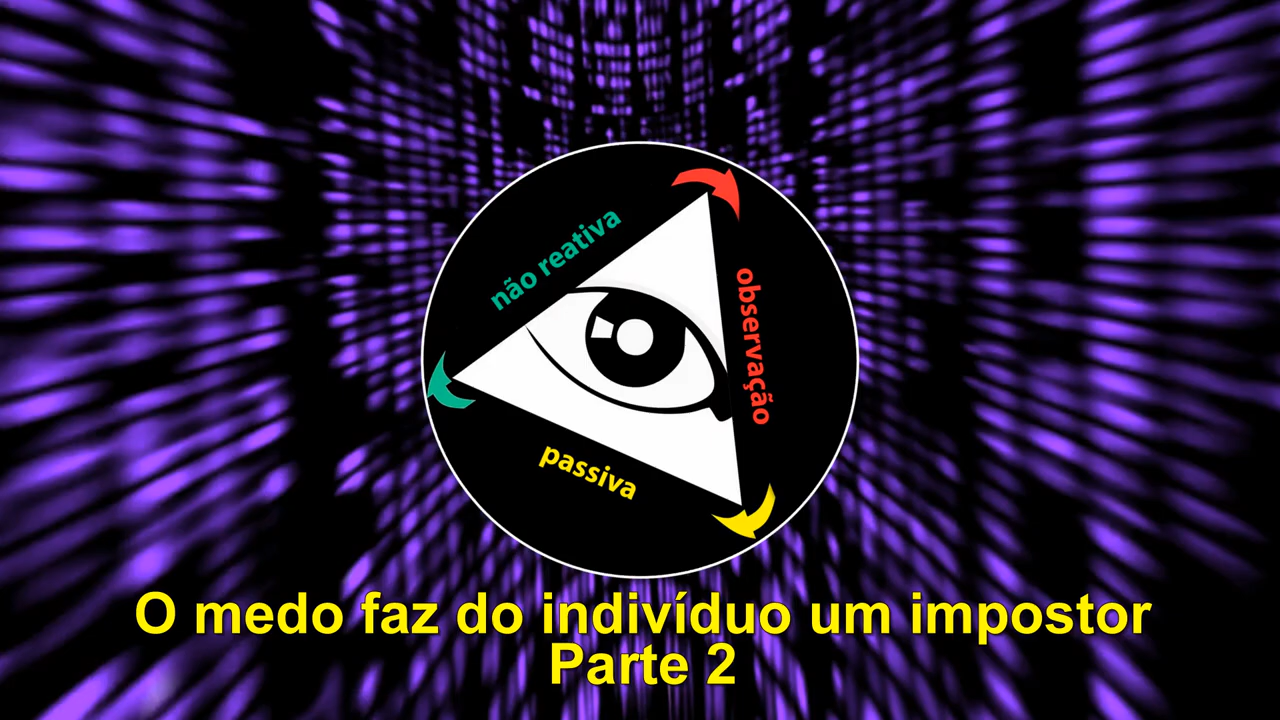 não reativa
observação
passiva
O medo faz do indivíduo um impostor
Parte 2